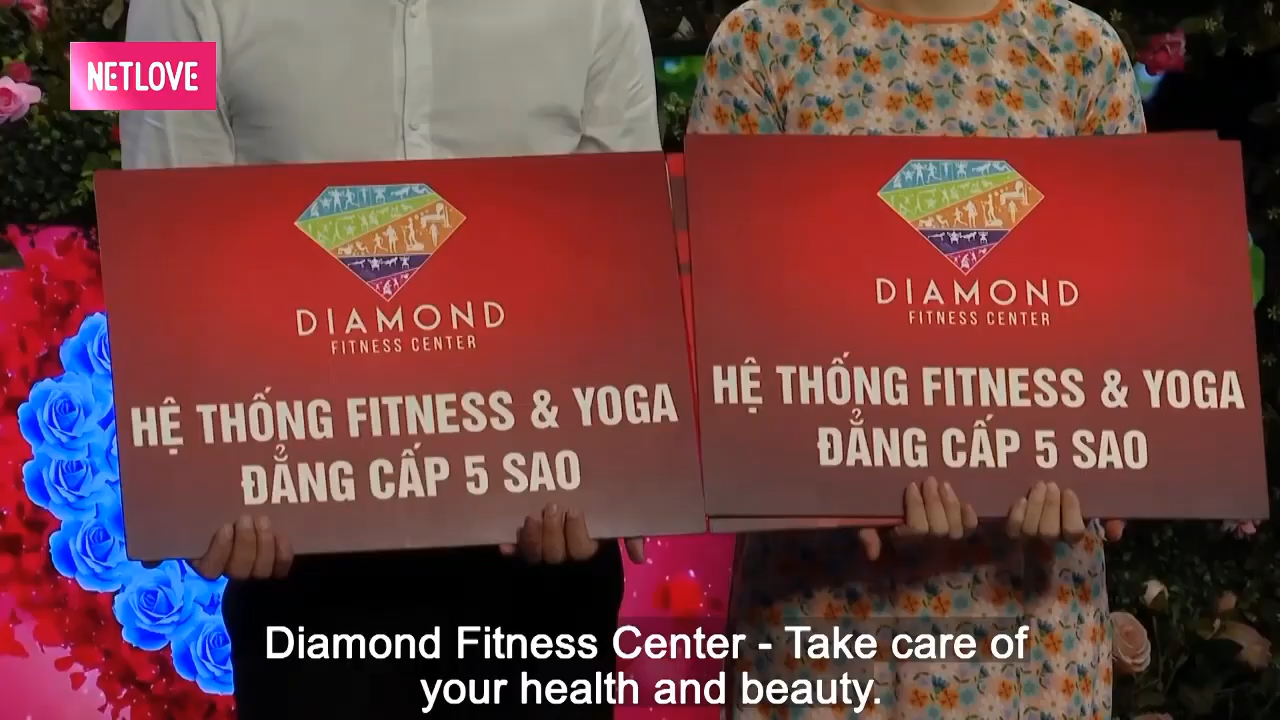 NETLOVE
DIAMOND
FITNESS CENTER
HỆ THỐNG FITNESS & YOGA
ĐẲNG CẤP 5 SAO
DIAMOND
FITNESS CENTER
HỆ THỐNG FITNESS & YOGA
ĐẲNG CẤP 5 SAO
Diamond Fitness Center - Take care of
your health and beauty.